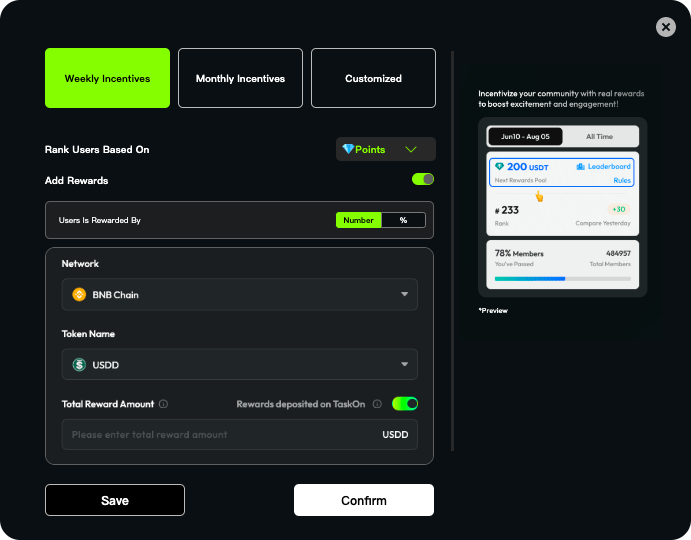 Weekly Incentives
Monthly Incentives
Customized
Rank Users Based On
Points
Add Rewards
Users Is Rewarded By
Number
%
Network
BNB Chain
Token Name
USDD
Total Reward Amount
Rewards deposited on TaskOn
Please enter total reward amount
USDD
Save
Confirm
Incentivize your community with real rewards
to boost excitement and engagement!
Jun10 - Aug 05
All Time
200 USDT
Leaderboard
Next Rewards Pool
Rules
# 233
+30
Rank
Compare Yesterday
78% Members
484957
You've Passed
Total Members
*Preview